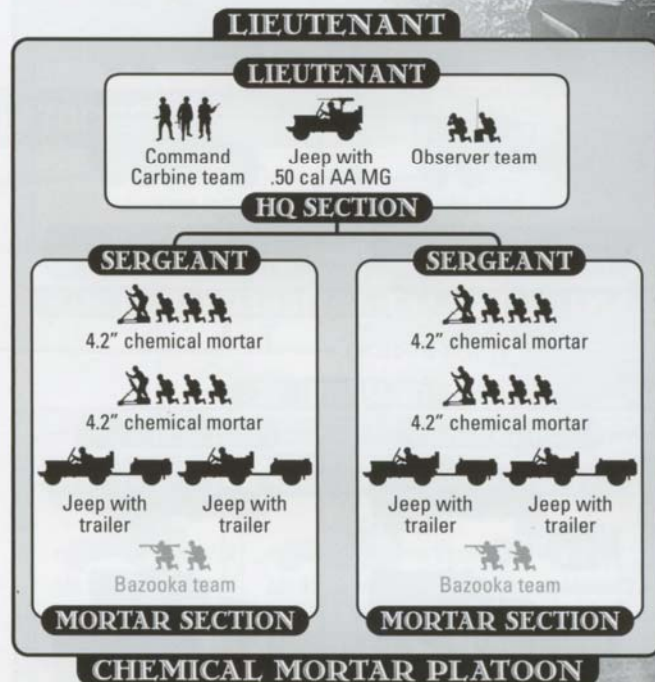 LIEUTENANT
LIEUTENANT
Command
Carbine team
Jeep with
.50 cal AA MG
Observer team
HQ SECTION
SERGEANT
4.2" chemical mortar
4.2" chemical mortar
Jeep with
trailer
Jeep with
trailer
Bazooka team
MORTAR SECTION
SERGEANT
4.2" chemical mortar
4.2" chemical mortar
Jeep with
trailer
Jeep with
trailer
Bazooka team
MORTAR SECTION
CHEMICAL MORTAR PLATOON